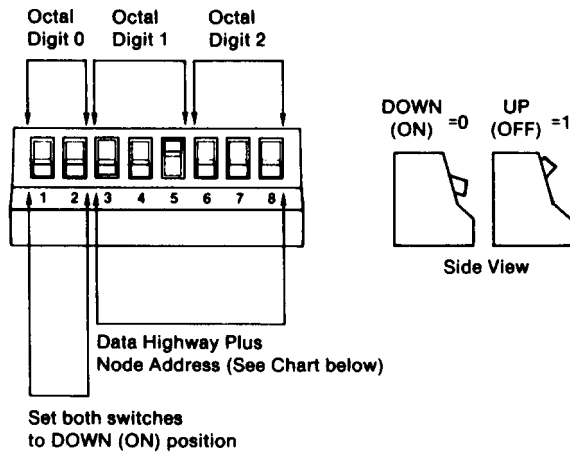 Octal Digit 0
Octal Digit 1
Octal Digit 2
1 2 3 4 5 6 7 8
DOWN (ON) =0
UP (OFF) =1
Side View
Data Highway Plus
Node Address (See Chart below)
Set both switches
to DOWN (ON) position